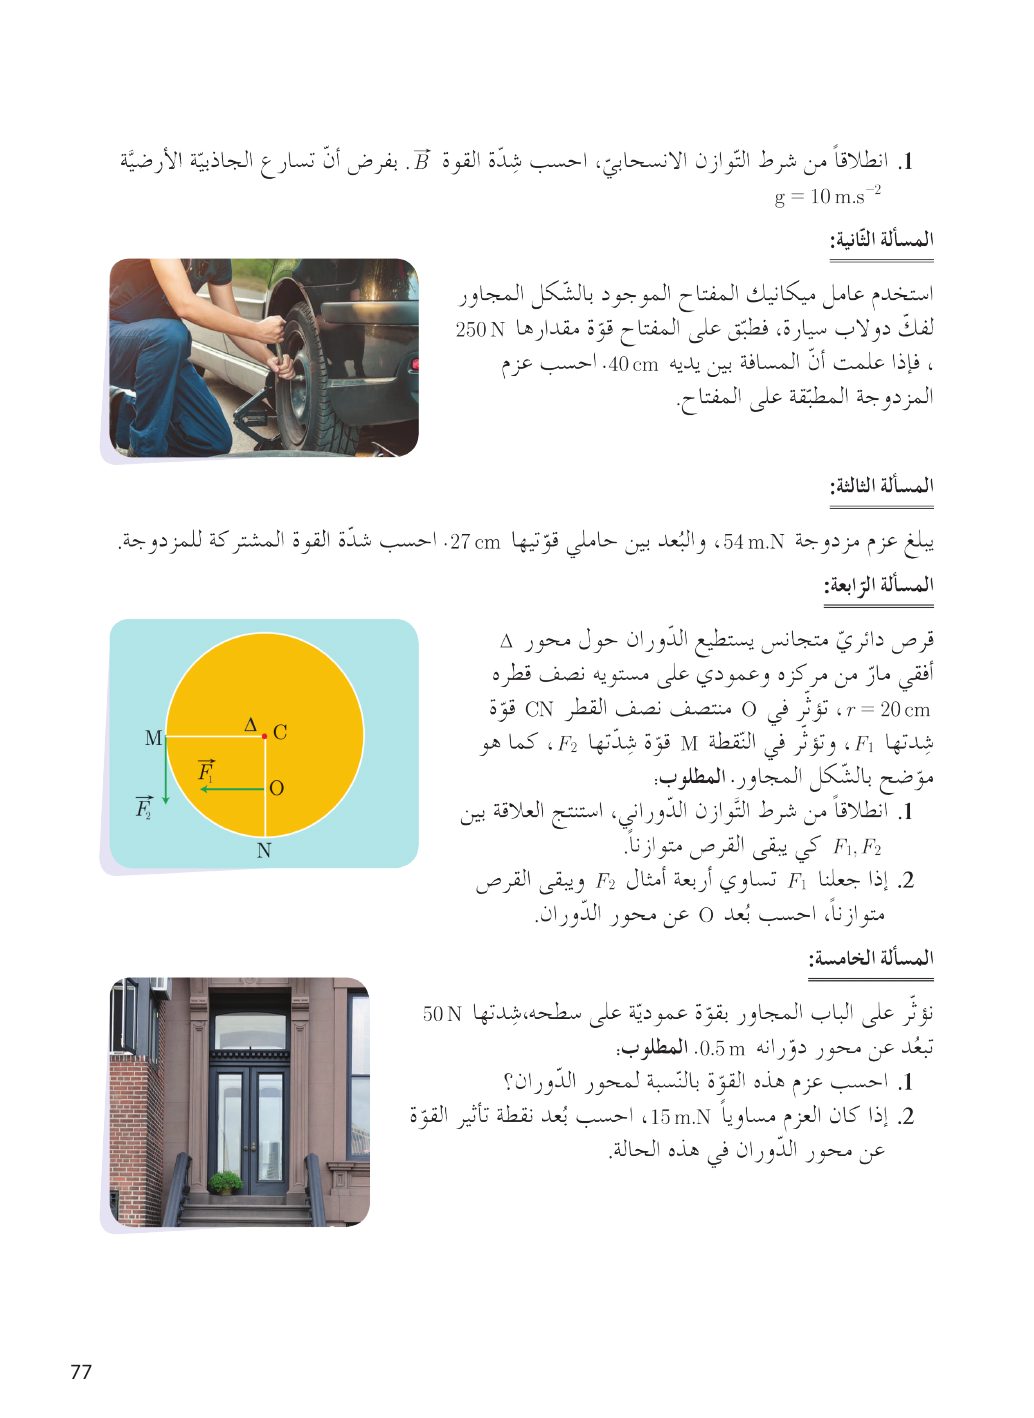 1. انطلاقاً من شرط التّوازن الانسحابيّ، احسب شِدّة القوة B⃗. بفرض أنّ تسارع الجاذبيّة الأرضيَّة
g = 10 m.s⁻²
المسألة الثّانية:
استخدم عامل ميكانيك المفتاح الموجود بالشّكل المجاور
لفكّ دولاب سيارة، فطبّق على المفتاح قوّة مقدارها 250 N
، فإذا علمت أنّ المسافة بين يديه 40 cm. احسب عزم
المزدوجة المطبّقة على المفتاح.
المسألة الثالثة:
يبلغ عزم مزدوجة 54 m.N، والبُعد بين حاملي قوّتيها 27 cm. احسب شدّة القوة المشتركة للمزدوجة.
المسألة الرّابعة:
قرص دائريّ متجانس يستطيع الدّوران حول محور Δ
أفقي مارّ من مركزه وعمودي على مستويه نصف قطره
r = 20 cm، تؤثّر في O منتصف نصف القطر CN قوّة
شِدتها F₁، وتؤثّر في النّقطة M قوّة شِدّتها F₂، كما هو
موّضح بالشّكل المجاور. المطلوب:
1. انطلاقاً من شرط التَّوازن الدّوراني، استنتج العلاقة بين
F₁, F₂ كي يبقى القرص متوازناً.
2. إذا جعلنا F₁ تساوي أربعة أمثال F₂ ويبقى القرص
متوازناً، احسب بُعد O عن محور الدّوران.
Δ
C
M
F₁⃗
O
F₂⃗
N
المسألة الخامسة:
نؤثّر على الباب المجاور بقوّة عموديّة على سطحه،شِدتها 50 N
تبعُد عن محور دوّرانه 0.5 m. المطلوب:
1. احسب عزم هذه القوّة بالنّسبة لمحور الدّوران؟
2. إذا كان العزم مساوياً 15 m.N، احسب بُعد نقطة تأثير القوّة
عن محور الدّوران في هذه الحالة.
77